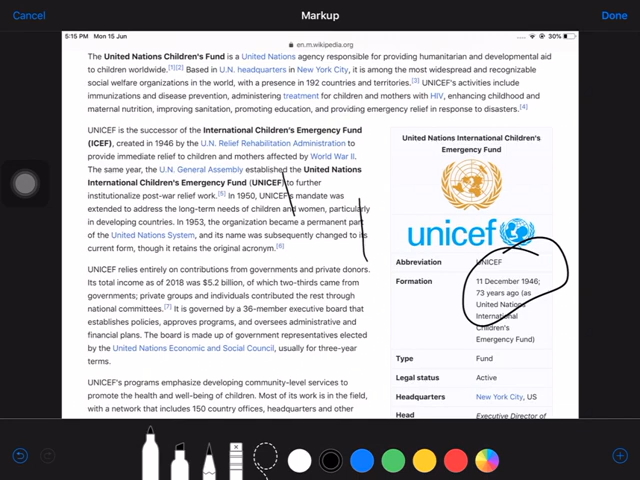 Cancel
Markup
Done
5:15 PM Mon 15 Jun
30%
en.m.wikipedia.org
The United Nations Children's Fund is a United Nations agency responsible for providing humanitarian and developmental aid
to children worldwide.[1][2] Based in U.N. headquarters in New York City, it is among the most widespread and recognizable
social welfare organizations in the world, with a presence in 192 countries and territories.[3] UNICEF's activities include
immunizations and disease prevention, administering treatment for children and mothers with HIV, enhancing childhood and
maternal nutrition, improving sanitation, promoting education, and providing emergency relief in response to disasters.[4]
UNICEF is the successor of the International Children's Emergency Fund
(ICEF), created in 1946 by the U.N. Relief Rehabilitation Administration to
provide immediate relief to children and mothers affected by World War II.
The same year, the U.N. General Assembly established the United Nations
International Children's Emergency Fund (UNICEF) to further
institutionalize post-war relief work.[5] In 1950, UNICEF's mandate was
extended to address the long-term needs of children and women, particularly
in developing countries. In 1953, the organization became a permanent part
of the United Nations System, and its name was subsequently changed to its
current form, though it retains the original acronym.[6]
UNICEF relies entirely on contributions from governments and private donors.
Its total income as of 2018 was $5.2 billion, of which two-thirds came from
governments; private groups and individuals contributed the rest through
national committees.[7] It is governed by a 36-member executive board that
establishes policies, approves programs, and oversees administrative and
financial plans. The board is made up of government representatives elected
by the United Nations Economic and Social Council, usually for three-year
terms.
UNICEF's programs emphasize developing community-level services to
promote the health and well-being of children. Most of its work is in the field,
with a network that includes 150 country offices, headquarters and other
United Nations International Children's
Emergency Fund
unicef
Abbreviation UNICEF
Formation 11 December 1946;
73 years ago (as
United Nations
International
Children's
Emergency Fund)
Type Fund
Legal status Active
Headquarters New York City, US
Head Executive Director of